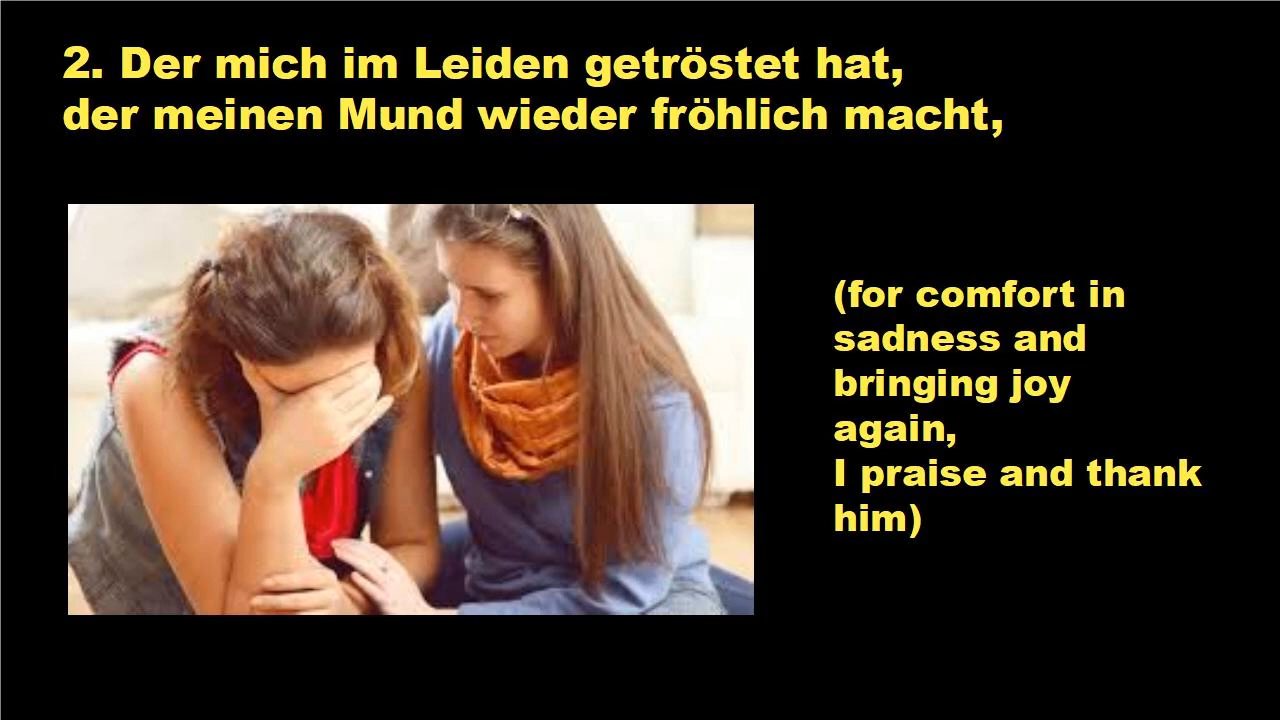 2. Der mich im Leiden getröstet hat,
der meinen Mund wieder fröhlich macht,
(for comfort in
sadness and
bringing joy
again,
I praise and thank
him)